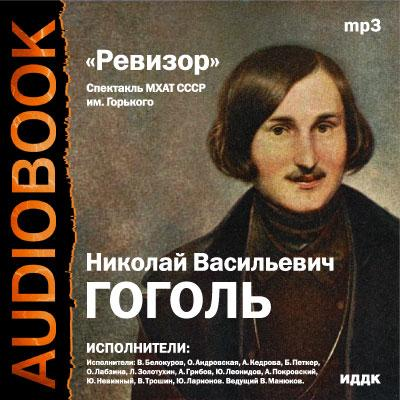 AUDIOBOOK
mp3
«Ревизор»
Спектакль МХАТ СССР
им. Горького
Николай Васильевич
ГОГОЛЬ
ИСПОЛНИТЕЛИ:
Исполнители: В. Белокуров, О. Андровская, А. Кедрова, Б. Петкер,
О. Лабзина, Л. Золотухин, А. Грибов, Ю. Леонидов, А. Покровский,
Ю. Невинный, В. Трошин, Ю. Ларионов. Ведущий В. Манюков.
ИДДК